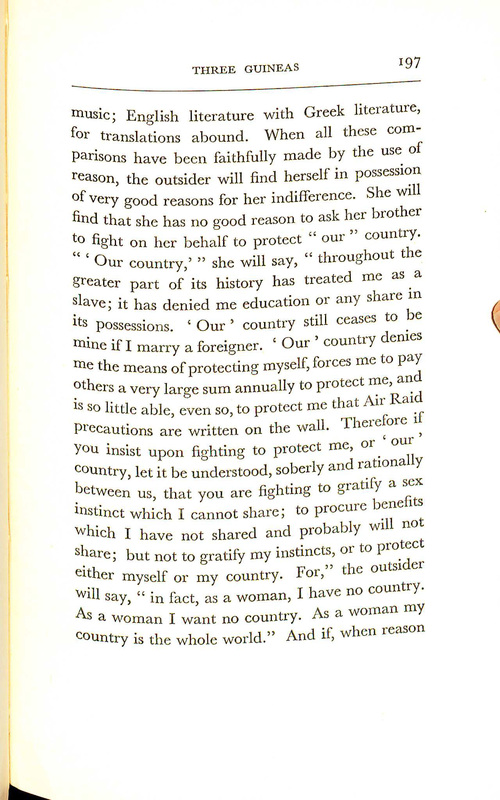 THREE GUINEAS 197
music; English literature with Greek literature,
for translations abound. When all these com-
parisons have been faithfully made by the use of
reason, the outsider will find herself in possession
of very good reasons for her indifference. She will
find that she has no good reason to ask her brother
to fight on her behalf to protect “ our ” country.
“ ‘ Our country,’ ” she will say, “ throughout the
greater part of its history has treated me as a
slave; it has denied me education or any share in
its possessions. ‘ Our ’ country still ceases to be
mine if I marry a foreigner. ‘ Our ’ country denies
me the means of protecting myself, forces me to pay
others a very large sum annually to protect me, and
is so little able, even so, to protect me that Air Raid
precautions are written on the wall. Therefore if
you insist upon fighting to protect me, or ‘ our ’
country, let it be understood, soberly and rationally
between us, that you are fighting to gratify a sex
instinct which I cannot share; to procure benefits
which I have not shared and probably will not
share; but not to gratify my instincts, or to protect
either myself or my country. For,” the outsider
will say, “ in fact, as a woman, I have no country.
As a woman I want no country. As a woman my
country is the whole world.” And if, when reason